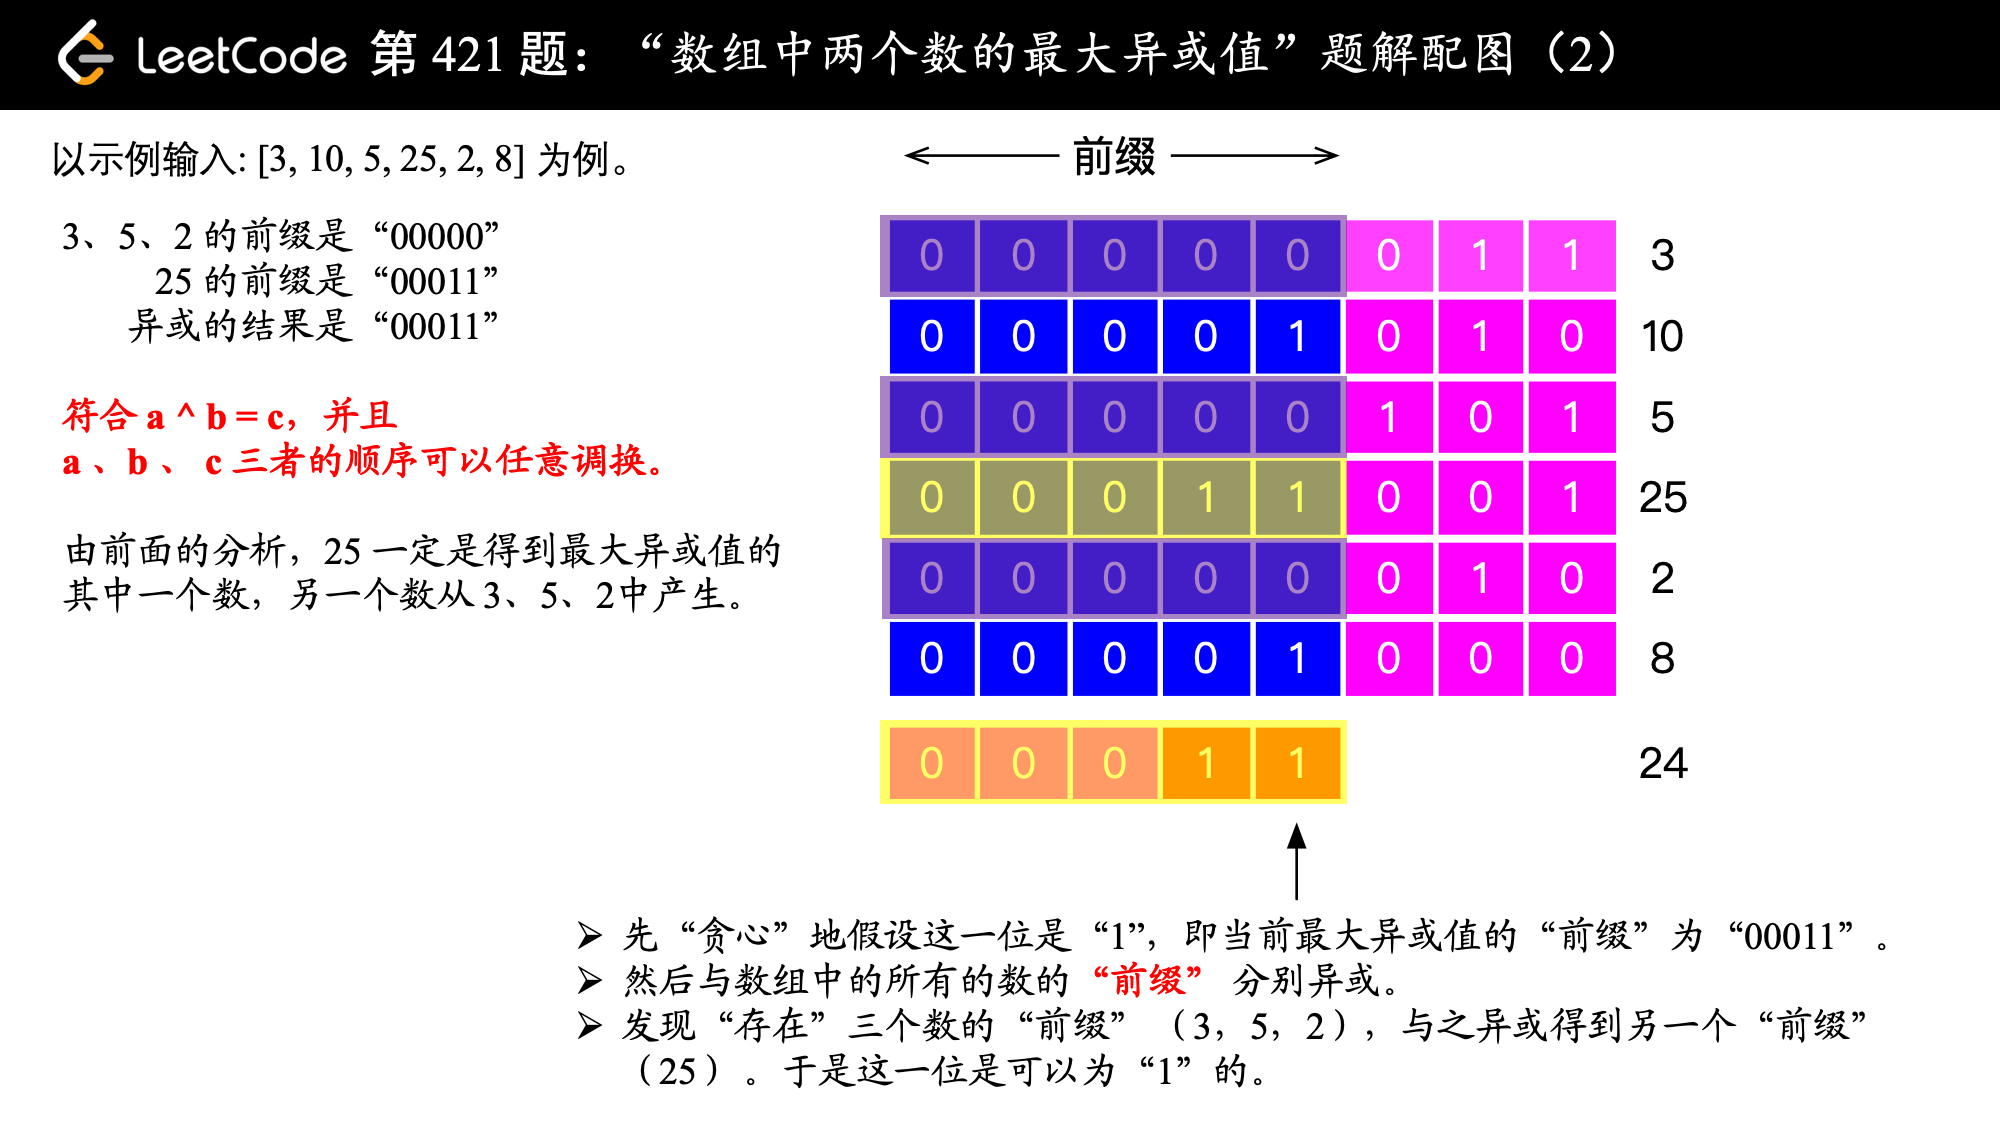 LeetCode 第 421 题：“数组中两个数的最大异或值”题解配图（2）
以示例输入: [3, 10, 5, 25, 2, 8] 为例。
3、5、2 的前缀是“00000”
25 的前缀是“00011”
异或的结果是“00011”
符合 a ^ b = c，并且
a 、b 、 c 三者的顺序可以任意调换。
由前面的分析，25 一定是得到最大异或值的
其中一个数，另一个数从 3、5、2中产生。
前缀
0 0 0 0 0 0 1 1 3
0 0 0 0 1 0 1 0 10
0 0 0 0 0 1 0 1 5
0 0 0 1 1 0 0 1 25
0 0 0 0 0 0 1 0 2
0 0 0 0 1 0 0 0 8
0 0 0 1 1 24
➢ 先“贪心”地假设这一位是“1”，即当前最大异或值的“前缀”为“00011”。
➢ 然后与数组中的所有的数的“前缀” 分别异或。
➢ 发现“存在”三个数的“前缀”（3，5，2），与之异或得到另一个“前缀”
（25）。于是这一位是可以为“1”的。